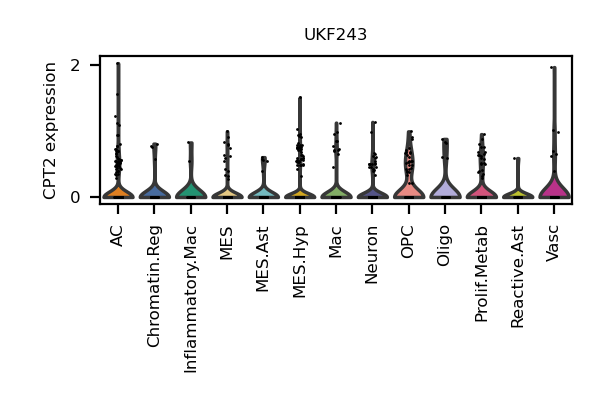 UKF243
CPT2 expression
2
0
AC
Chromatin.Reg
Inflammatory.Mac
MES
MES.Ast
MES.Hyp
Mac
Neuron
OPC
Oligo
Prolif.Metab
Reactive.Ast
Vasc